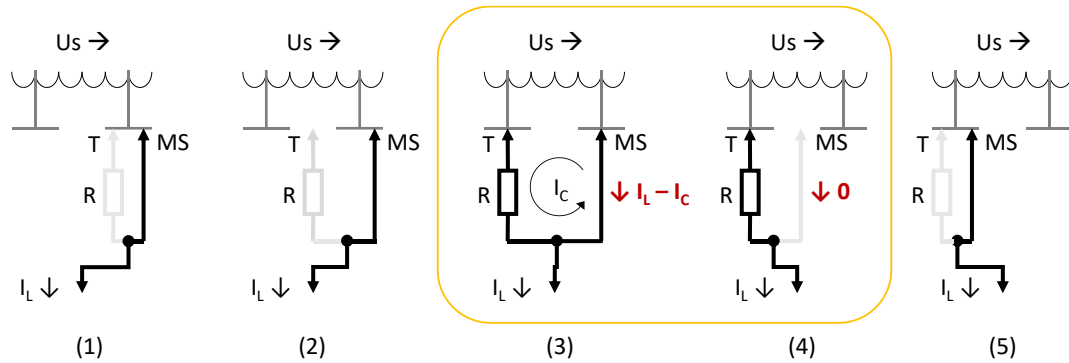 Us →
Us →
Us →
Us →
Us →
T
MS
T
MS
T
MS
T
MS
T
MS
R
R
R
I_C
↓ I_L – I_C
R
↓ 0
R
I_L ↓
I_L ↓
I_L ↓
I_L ↓
I_L ↓
(1)
(2)
(3)
(4)
(5)